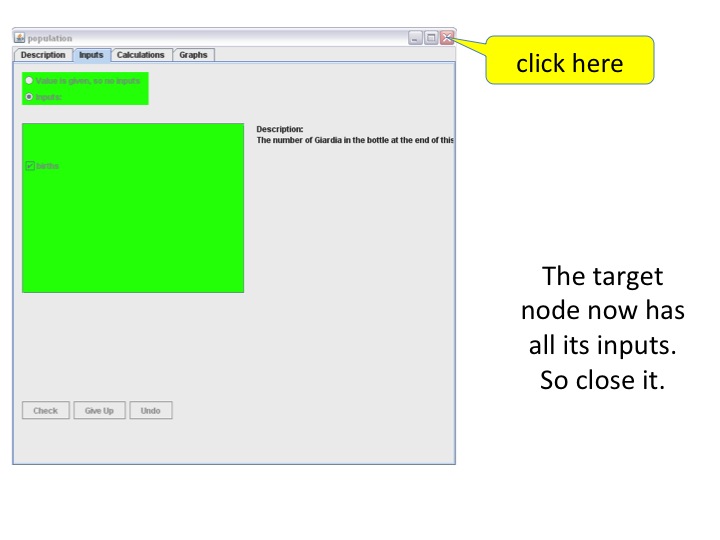 population
Description Inputs Calculations Graphs
click here
Value is given, so no inputs
Inputs:
Description:
The number of Giardia in the bottle at the end of this
births
The target
node now has
all its inputs.
So close it.
Check Give Up Undo